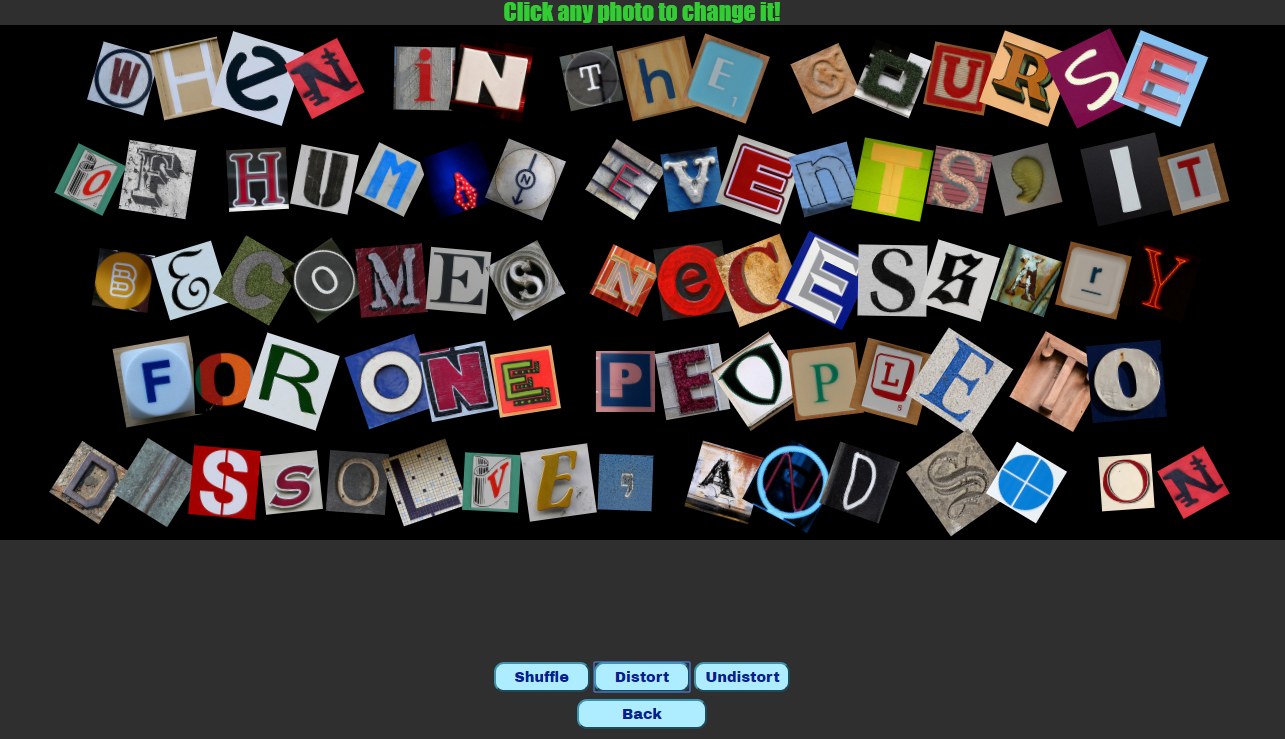 Click any photo to change it!
WHeN iN ThE COURSE
OF HUMAN EVEnTS, IT
BECOMES NeCESSArY
FOR ONE PEOPLE TO
DISSOLVE, AND SO ON
Shuffle Distort Undistort
Back